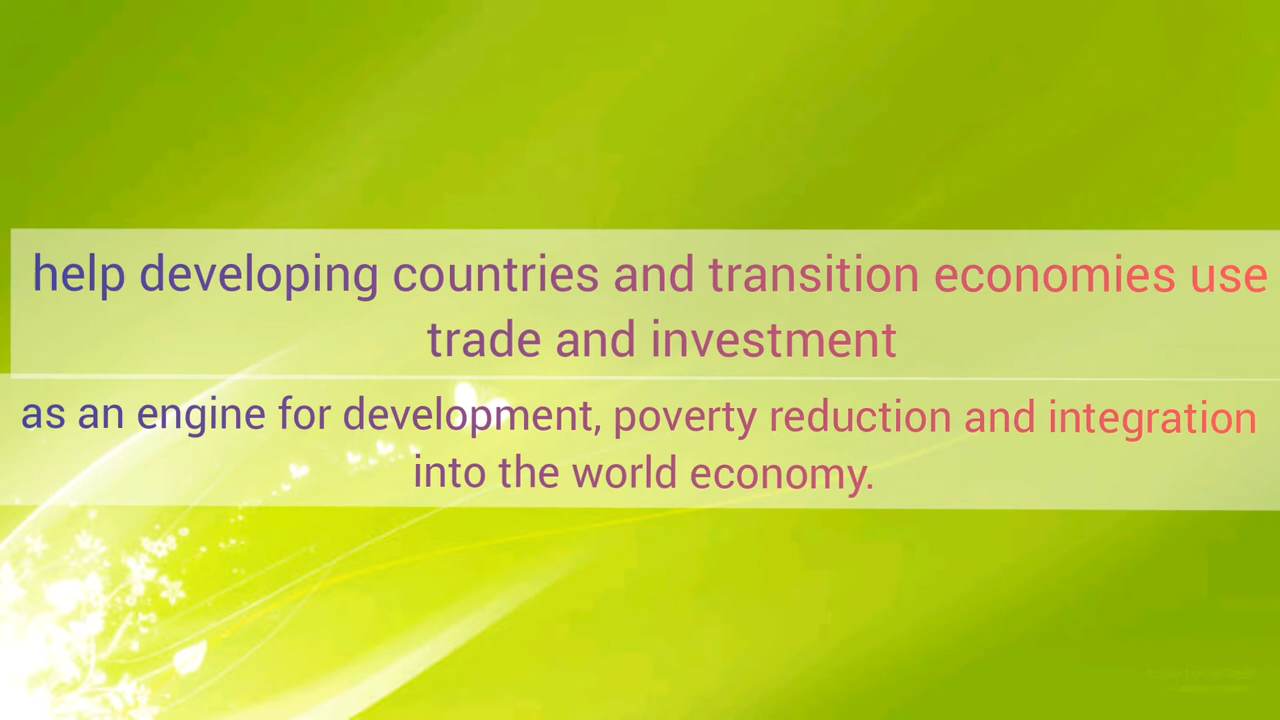 help developing countries and transition economies use
trade and investment
as an engine for development, poverty reduction and integration
into the world economy.